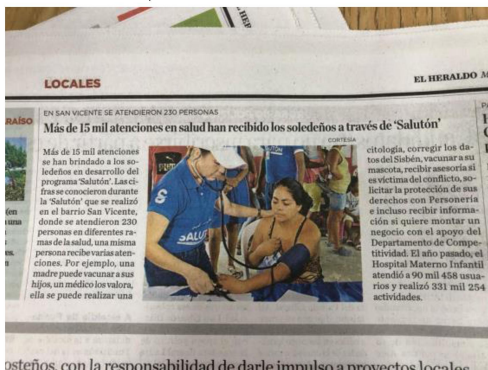 LOCALES
EL HERALDO
EN SAN VICENTE SE ATENDIERON 230 PERSONAS
Más de 15 mil atenciones en salud han recibido los soledeños a través de ‘Salutón’
CORTESÍA
Más de 15 mil atenciones
se han brindado a los so-
ledeños en desarrollo del
programa ‘Salutón’. Las ci-
fras se conocieron durante
la ‘Salutón’ que se realizó
en el barrio San Vicente,
donde se atendieron 230
personas en diferentes ra-
mas de la salud, una misma
persona recibe varias aten-
ciones. Por ejemplo, una
madre puede vacunar a sus
hijos, un médico los valora,
ella se puede realizar una
citología, corregir los da-
tos del Sisbén, vacunar a su
mascota, recibir asesoría si
es víctima del conflicto, so-
licitar la protección de sus
derechos con Personería
e incluso recibir informa-
ción si quiere montar un
negocio con el apoyo del
Departamento de Compe-
titividad. El año pasado, el
Hospital Materno Infantil
atendió a 90 mil 458 usua-
rios y realizó 331 mil 254
actividades.
osteños, con la responsabilidad de darle impulso a proyectos locales